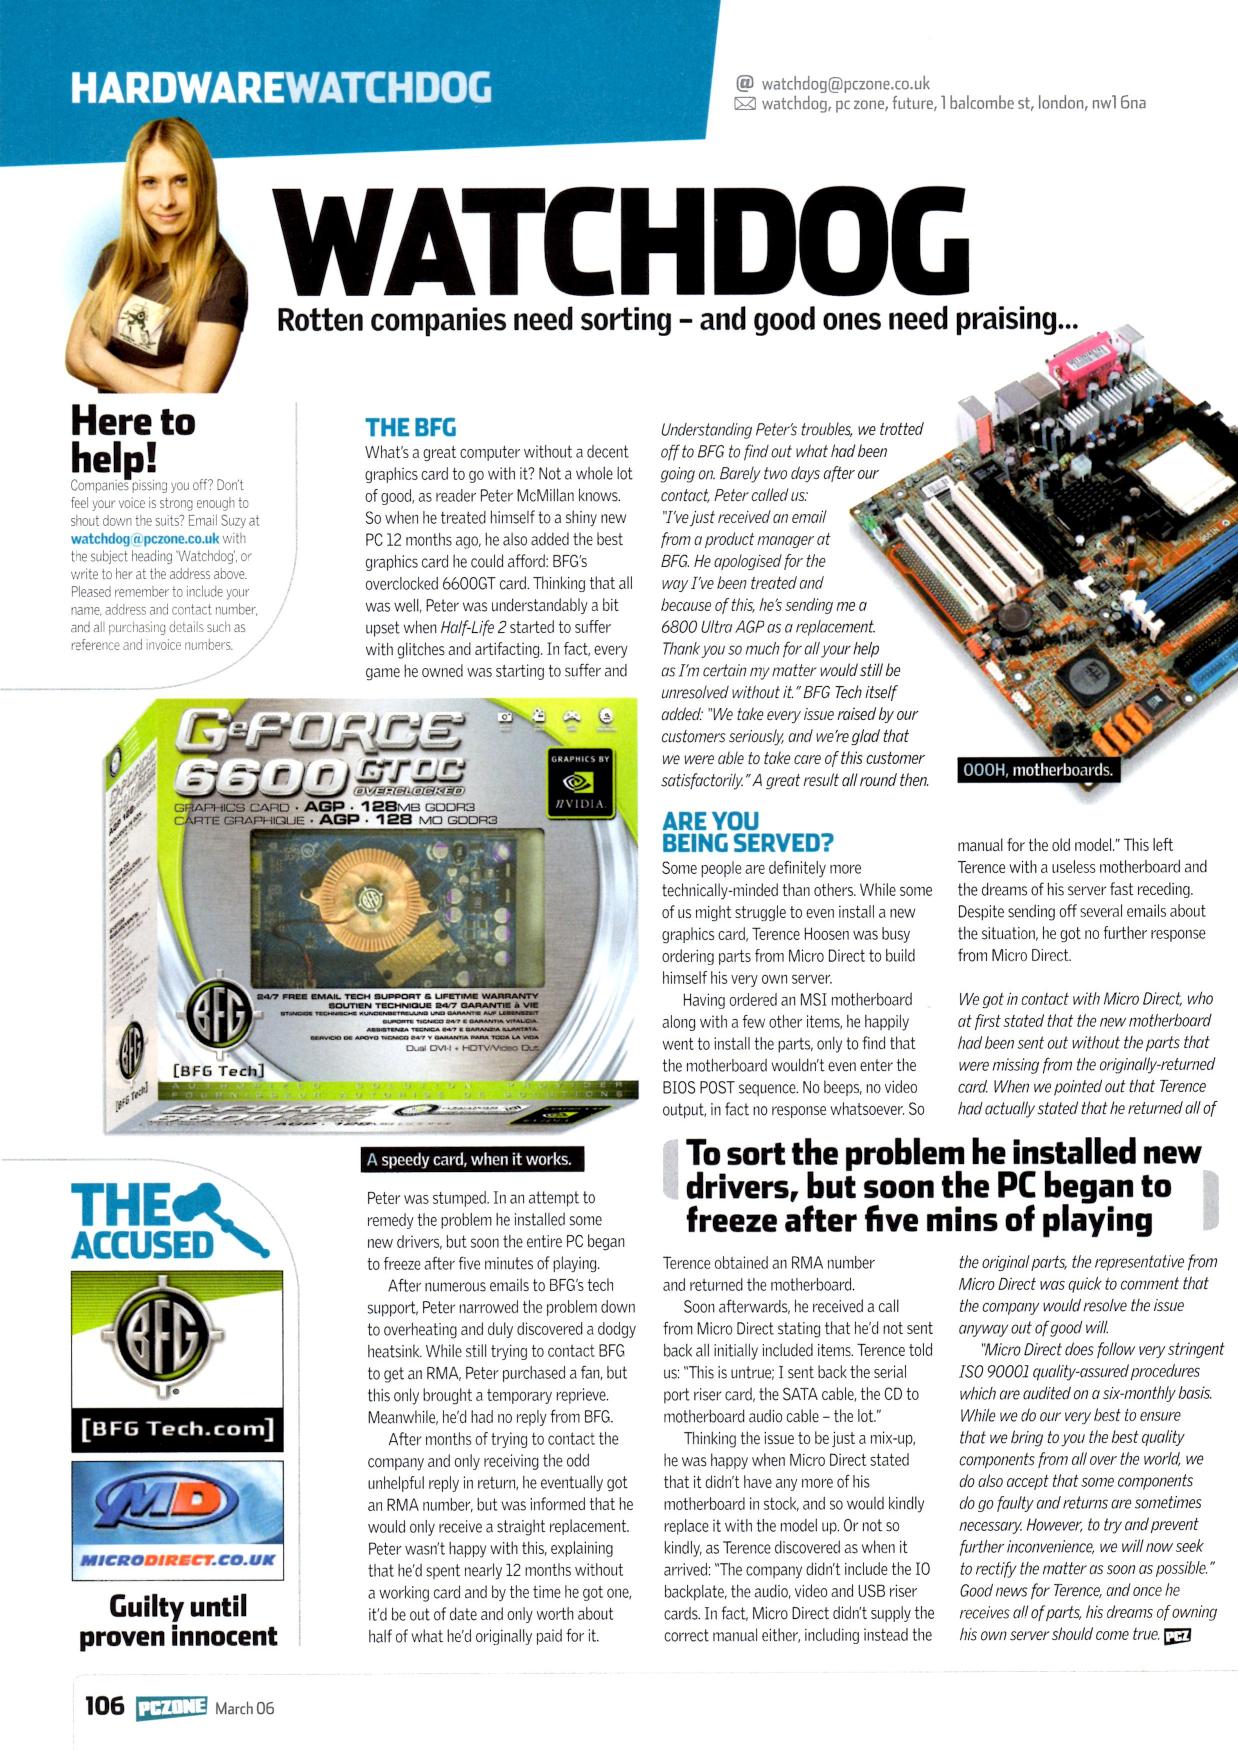 HARDWAREWATCHDOG
@ watchdog@pczone.co.uk
watchdog, pc zone, future, 1 balcombe st, london, nw1 6na
WATCHDOG
Rotten companies need sorting – and good ones need praising...
Here to
help!
Companies pissing you off? Don't
feel your voice is strong enough to
shout down the suits? Email Suzy at
watchdog@pczone.co.uk with
the subject heading 'Watchdog', or
write to her at the address above.
Pleased remember to include your
name, address and contact number,
and all purchasing details such as
reference and invoice numbers.
THE BFG
What's a great computer without a decent
graphics card to go with it? Not a whole lot
of good, as reader Peter McMillan knows.
So when he treated himself to a shiny new
PC 12 months ago, he also added the best
graphics card he could afford: BFG's
overclocked 6600GT card. Thinking that all
was well, Peter was understandably a bit
upset when Half-Life 2 started to suffer
with glitches and artifacting. In fact, every
game he owned was starting to suffer and
GeFORCE
6600 GT OC
OVERCLOCKED
GRAPHICS CARD · AGP · 128MB GDDR3
CARTE GRAPHIQUE · AGP · 128 MO GDDR3
GRAPHICS BY
NVIDIA.
BFG
24/7 FREE EMAIL TECH SUPPORT & LIFETIME WARRANTY
SOUTIEN TECHNIQUE 24/7 GARANTIE à VIE
STÄNDIGE TECHNISCHE KUNDENBETREUUNG UND GARANTIE AUF LEBENSZEIT
SUPORTE TÉCNICO 24/7 E GARANTIA VITALÍCIA.
ASSISTENZA TECNICA 24/7 E GARANZIA ILLIMITATA.
SERVICIO DE APOYO TÉCNICO 24/7 Y GARANTÍA PARA TODA LA VIDA
Dual DVI-I + HDTV/Video Out
BFG
[BFG Tech]
AUTHORIZED SOLUTION PROVIDER
FOURNISSEUR AUTORISÉ DE SOLUTIONS
[BFG Tech]
A speedy card, when it works.
Peter was stumped. In an attempt to
remedy the problem he installed some
new drivers, but soon the entire PC began
to freeze after five minutes of playing.
After numerous emails to BFG's tech
support, Peter narrowed the problem down
to overheating and duly discovered a dodgy
heatsink. While still trying to contact BFG
to get an RMA, Peter purchased a fan, but
this only brought a temporary reprieve.
Meanwhile, he'd had no reply from BFG.
After months of trying to contact the
company and only receiving the odd
unhelpful reply in return, he eventually got
an RMA number, but was informed that he
would only receive a straight replacement.
Peter wasn't happy with this, explaining
that he'd spent nearly 12 months without
a working card and by the time he got one,
it'd be out of date and only worth about
half of what he'd originally paid for it.
Understanding Peter's troubles, we trotted
off to BFG to find out what had been
going on. Barely two days after our
contact, Peter called us:
"I've just received an email
from a product manager at
BFG. He apologised for the
way I've been treated and
because of this, he's sending me a
6800 Ultra AGP as a replacement.
Thank you so much for all your help
as I'm certain my matter would still be
unresolved without it." BFG Tech itself
added: "We take every issue raised by our
customers seriously, and we're glad that
we were able to take care of this customer
satisfactorily." A great result all round then.
OOOH, motherboards.
ARE YOU
BEING SERVED?
Some people are definitely more
technically-minded than others. While some
of us might struggle to even install a new
graphics card, Terence Hoosen was busy
ordering parts from Micro Direct to build
himself his very own server.
Having ordered an MSI motherboard
along with a few other items, he happily
went to install the parts, only to find that
the motherboard wouldn't even enter the
BIOS POST sequence. No beeps, no video
output, in fact no response whatsoever. So
To sort the problem he installed new
drivers, but soon the PC began to
freeze after five mins of playing
Terence obtained an RMA number
and returned the motherboard.
Soon afterwards, he received a call
from Micro Direct stating that he'd not sent
back all initially included items. Terence told
us: "This is untrue; I sent back the serial
port riser card, the SATA cable, the CD to
motherboard audio cable – the lot."
Thinking the issue to be just a mix-up,
he was happy when Micro Direct stated
that it didn't have any more of his
motherboard in stock, and so would kindly
replace it with the model up. Or not so
kindly, as Terence discovered as when it
arrived: "The company didn't include the IO
backplate, the audio, video and USB riser
cards. In fact, Micro Direct didn't supply the
correct manual either, including instead the
manual for the old model." This left
Terence with a useless motherboard and
the dreams of his server fast receding.
Despite sending off several emails about
the situation, he got no further response
from Micro Direct.
We got in contact with Micro Direct, who
at first stated that the new motherboard
had been sent out without the parts that
were missing from the originally-returned
card. When we pointed out that Terence
had actually stated that he returned all of
the original parts, the representative from
Micro Direct was quick to comment that
the company would resolve the issue
anyway out of good will.
"Micro Direct does follow very stringent
ISO 90001 quality-assured procedures
which are audited on a six-monthly basis.
While we do our very best to ensure
that we bring to you the best quality
components from all over the world, we
do also accept that some components
do go faulty and returns are sometimes
necessary. However, to try and prevent
further inconvenience, we will now seek
to rectify the matter as soon as possible."
Good news for Terence, and once he
receives all of parts, his dreams of owning
his own server should come true. PCZ
THE
ACCUSED
BFG
[BFG Tech.com]
MD
MICRODIRECT.CO.UK
Guilty until
proven innocent
106 PCZONE March 06